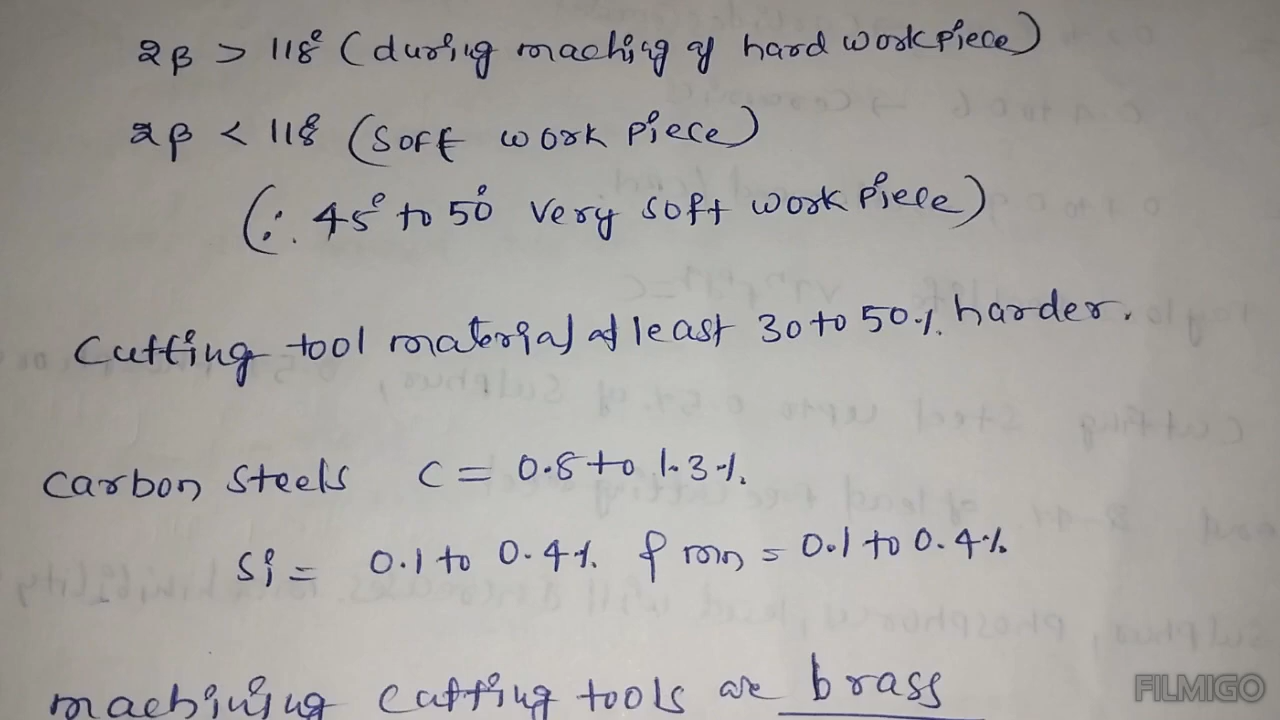 2β > 118° (during maching of hard workpiece)
2β < 118 (soft work piece)
(∵ 45° to 50° very soft work piece)
Cutting tool material at least 30 to 50% harder.
Carbon steels C = 0.8 to 1.3%.
Si = 0.1 to 0.4% & mn = 0.1 to 0.4%
machining cutting tools are brass
FILMIGO